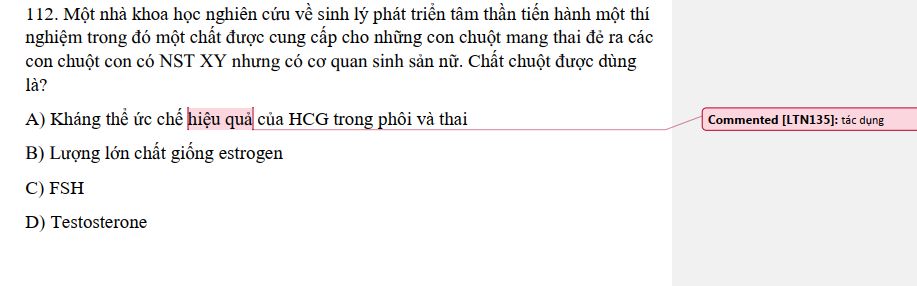 112. Một nhà khoa học nghiên cứu về sinh lý phát triển tâm thần tiến hành một thí
nghiệm trong đó một chất được cung cấp cho những con chuột mang thai đẻ ra các
con chuột con có NST XY nhưng có cơ quan sinh sản nữ. Chất chuột được dùng
là?
A) Kháng thể ức chế hiệu quả của HCG trong phôi và thai
Commented [LTN135]: tác dụng
B) Lượng lớn chất giống estrogen
C) FSH
D) Testosterone